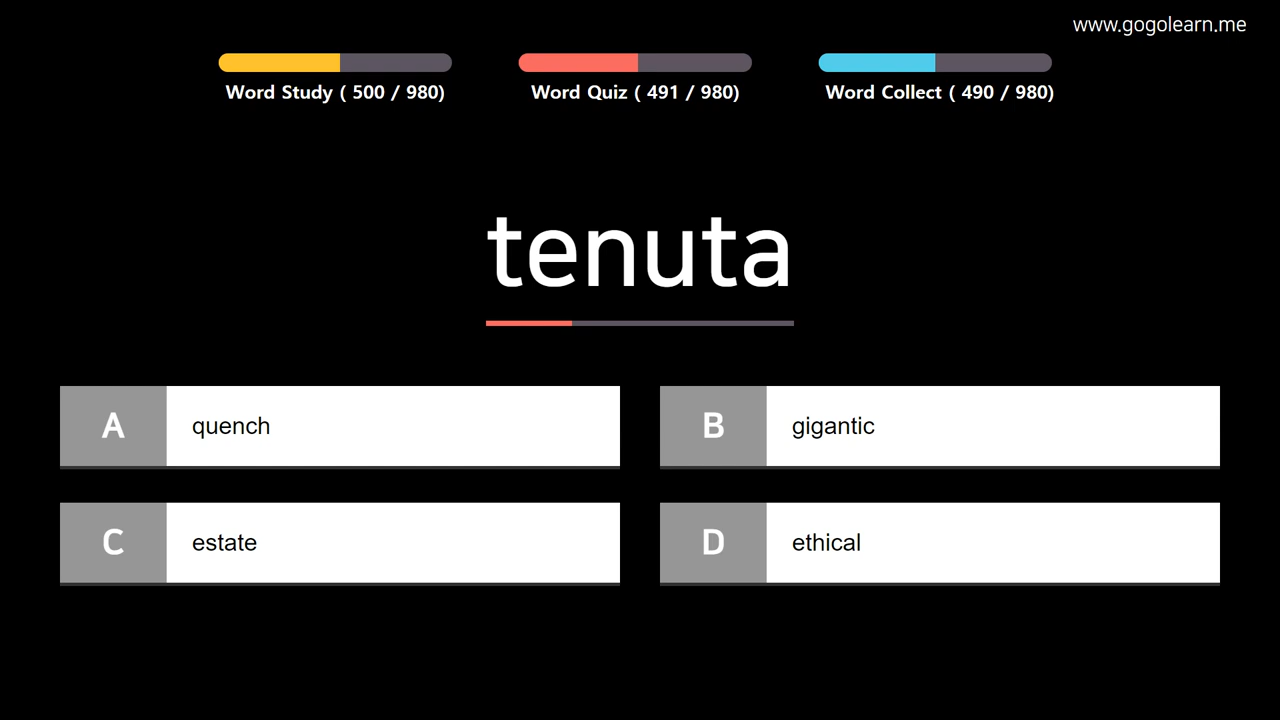 www.gogolearn.me
Word Study ( 500 / 980)
Word Quiz ( 491 / 980)
Word Collect ( 490 / 980)
tenuta
A quench
B gigantic
C estate
D ethical